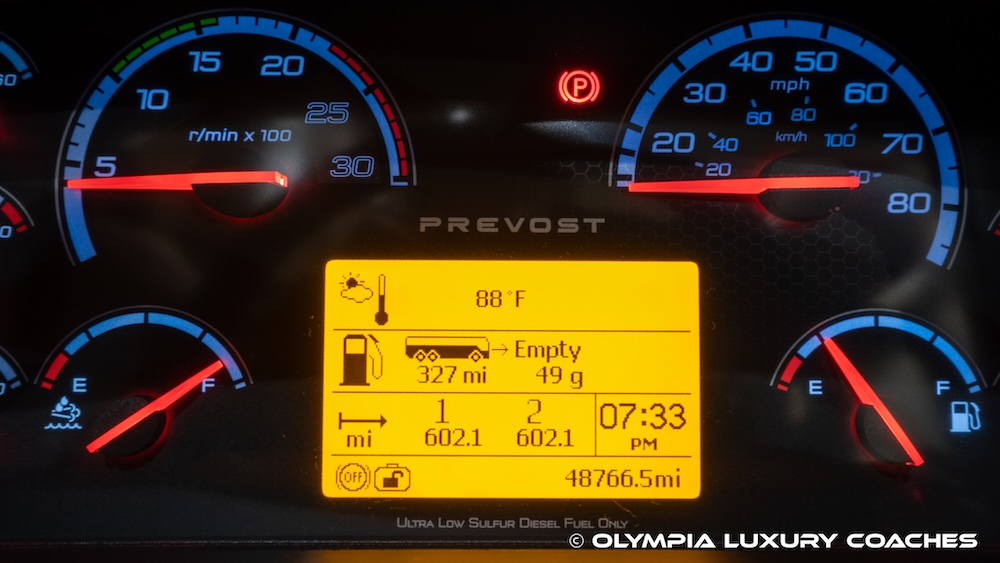 60
5 10 15 20 25 30
r/min x 100
P
20 30 40 50 60 70 80
mph
20 40 60 80 100
km/h
PREVOST
88°F
Empty
327 mi 49 g
1 2
mi 602.1 602.1
07:33
PM
OFF
48766.5mi
E F
E F
0
ULTRA LOW SULFUR DIESEL FUEL ONLY
© OLYMPIA LUXURY COACHES